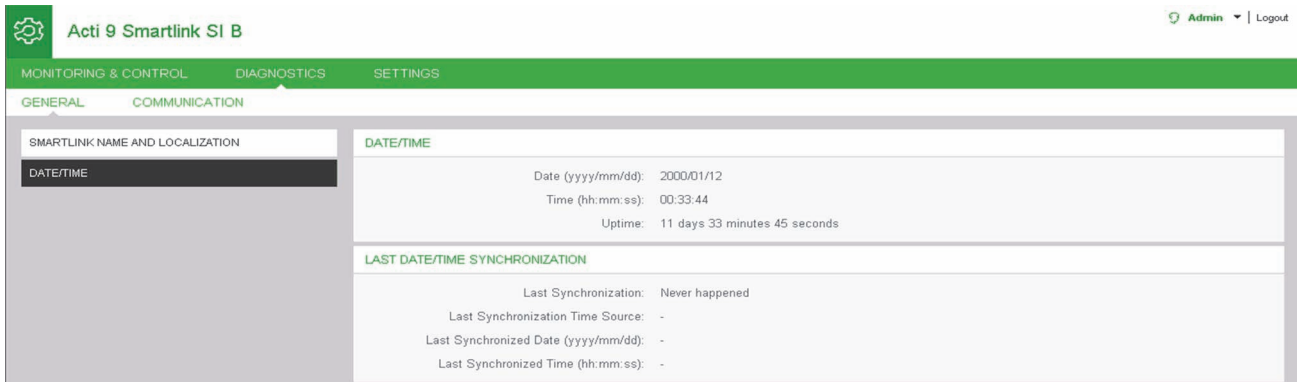 Acti 9 Smartlink SI B
Admin | Logout
MONITORING & CONTROL DIAGNOSTICS SETTINGS
GENERAL COMMUNICATION
SMARTLINK NAME AND LOCALIZATION
DATE/TIME
DATE/TIME
Date (yyyy/mm/dd): 2000/01/12
Time (hh:mm:ss): 00:33:44
Uptime: 11 days 33 minutes 45 seconds
LAST DATE/TIME SYNCHRONIZATION
Last Synchronization: Never happened
Last Synchronization Time Source: -
Last Synchronized Date (yyyy/mm/dd): -
Last Synchronized Time (hh:mm:ss): -